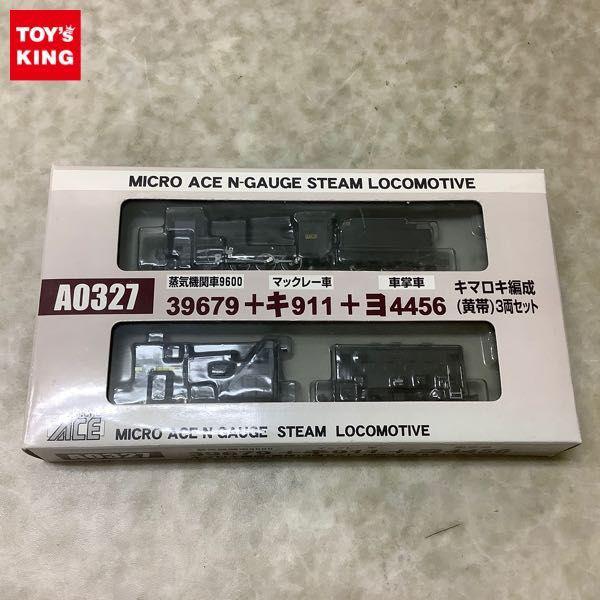 TOY'S
KING
MICRO ACE N-GAUGE STEAM LOCOMOTIVE
A0327
蒸気機関車9600 マックレー車 車掌車
39679+キ911+ヨ4456
キマロキ編成
(黄帯)3両セット
ACE
MICRO ACE N GAUGE STEAM LOCOMOTIVE
A0327